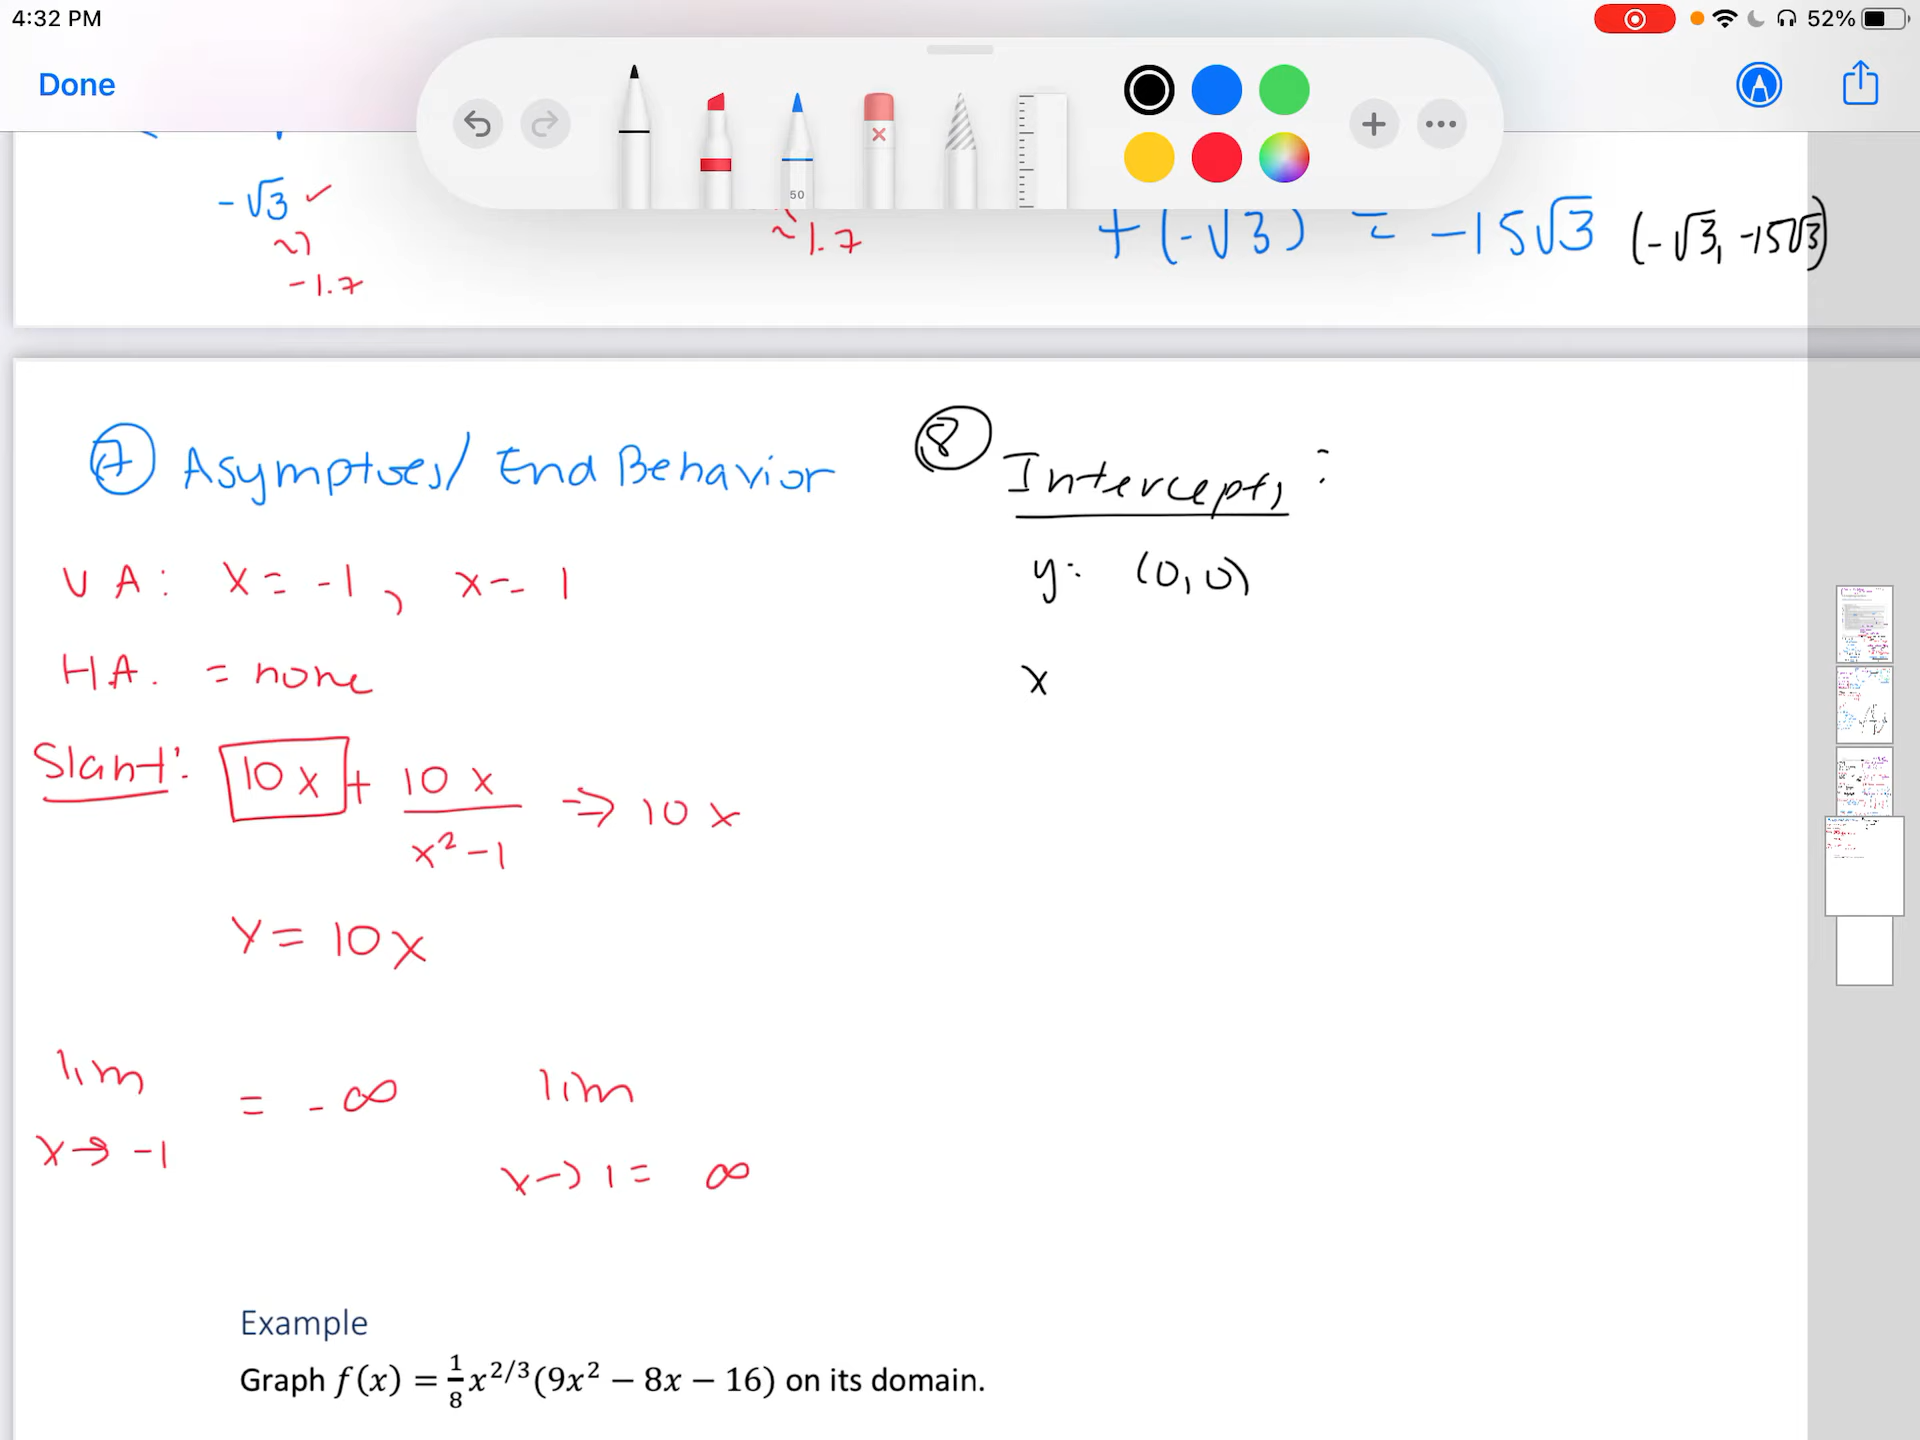 4:32 PM
52%
Done
50
- √3 ✓
~
-1.7
~1.7
+ (-√3) = -15√3 (-√3, -15√3)
⑦ Asymptoes/ End Behavior
VA: x = -1, x = 1
HA. = none
Slant: 10x + 10x / x² - 1 => 10x
y = 10x
lim x → -1 = - ∞
lim x → 1 = ∞
⑧ Intercepts:
y: (0,0)
x
Example
Graph f(x) = 1/8 x^2/3 (9x² − 8x − 16) on its domain.